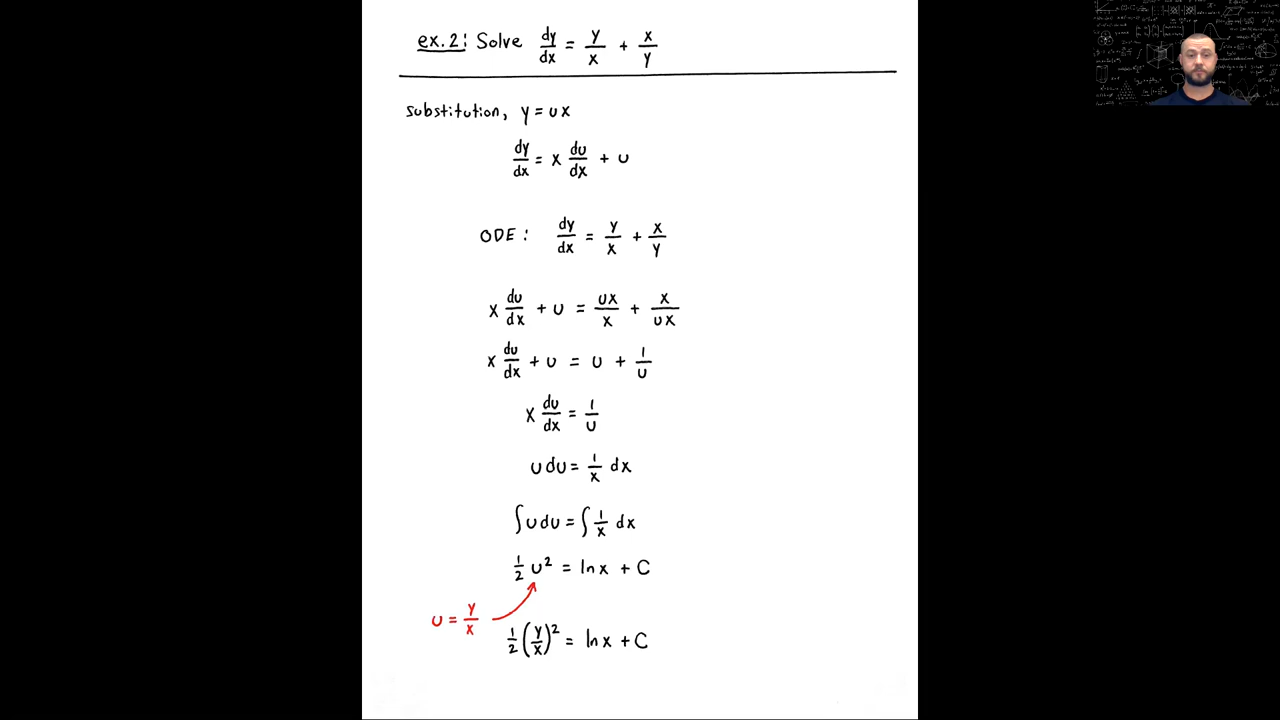 ex. 2: Solve dy/dx = y/x + x/y
substitution, y = ux
dy/dx = x du/dx + u
ODE: dy/dx = y/x + x/y
x du/dx + u = ux/x + x/ux
x du/dx + u = u + 1/u
x du/dx = 1/u
u du = 1/x dx
∫u du = ∫1/x dx
1/2 u² = ln x + C
u = y/x
1/2 (y/x)² = ln x + C